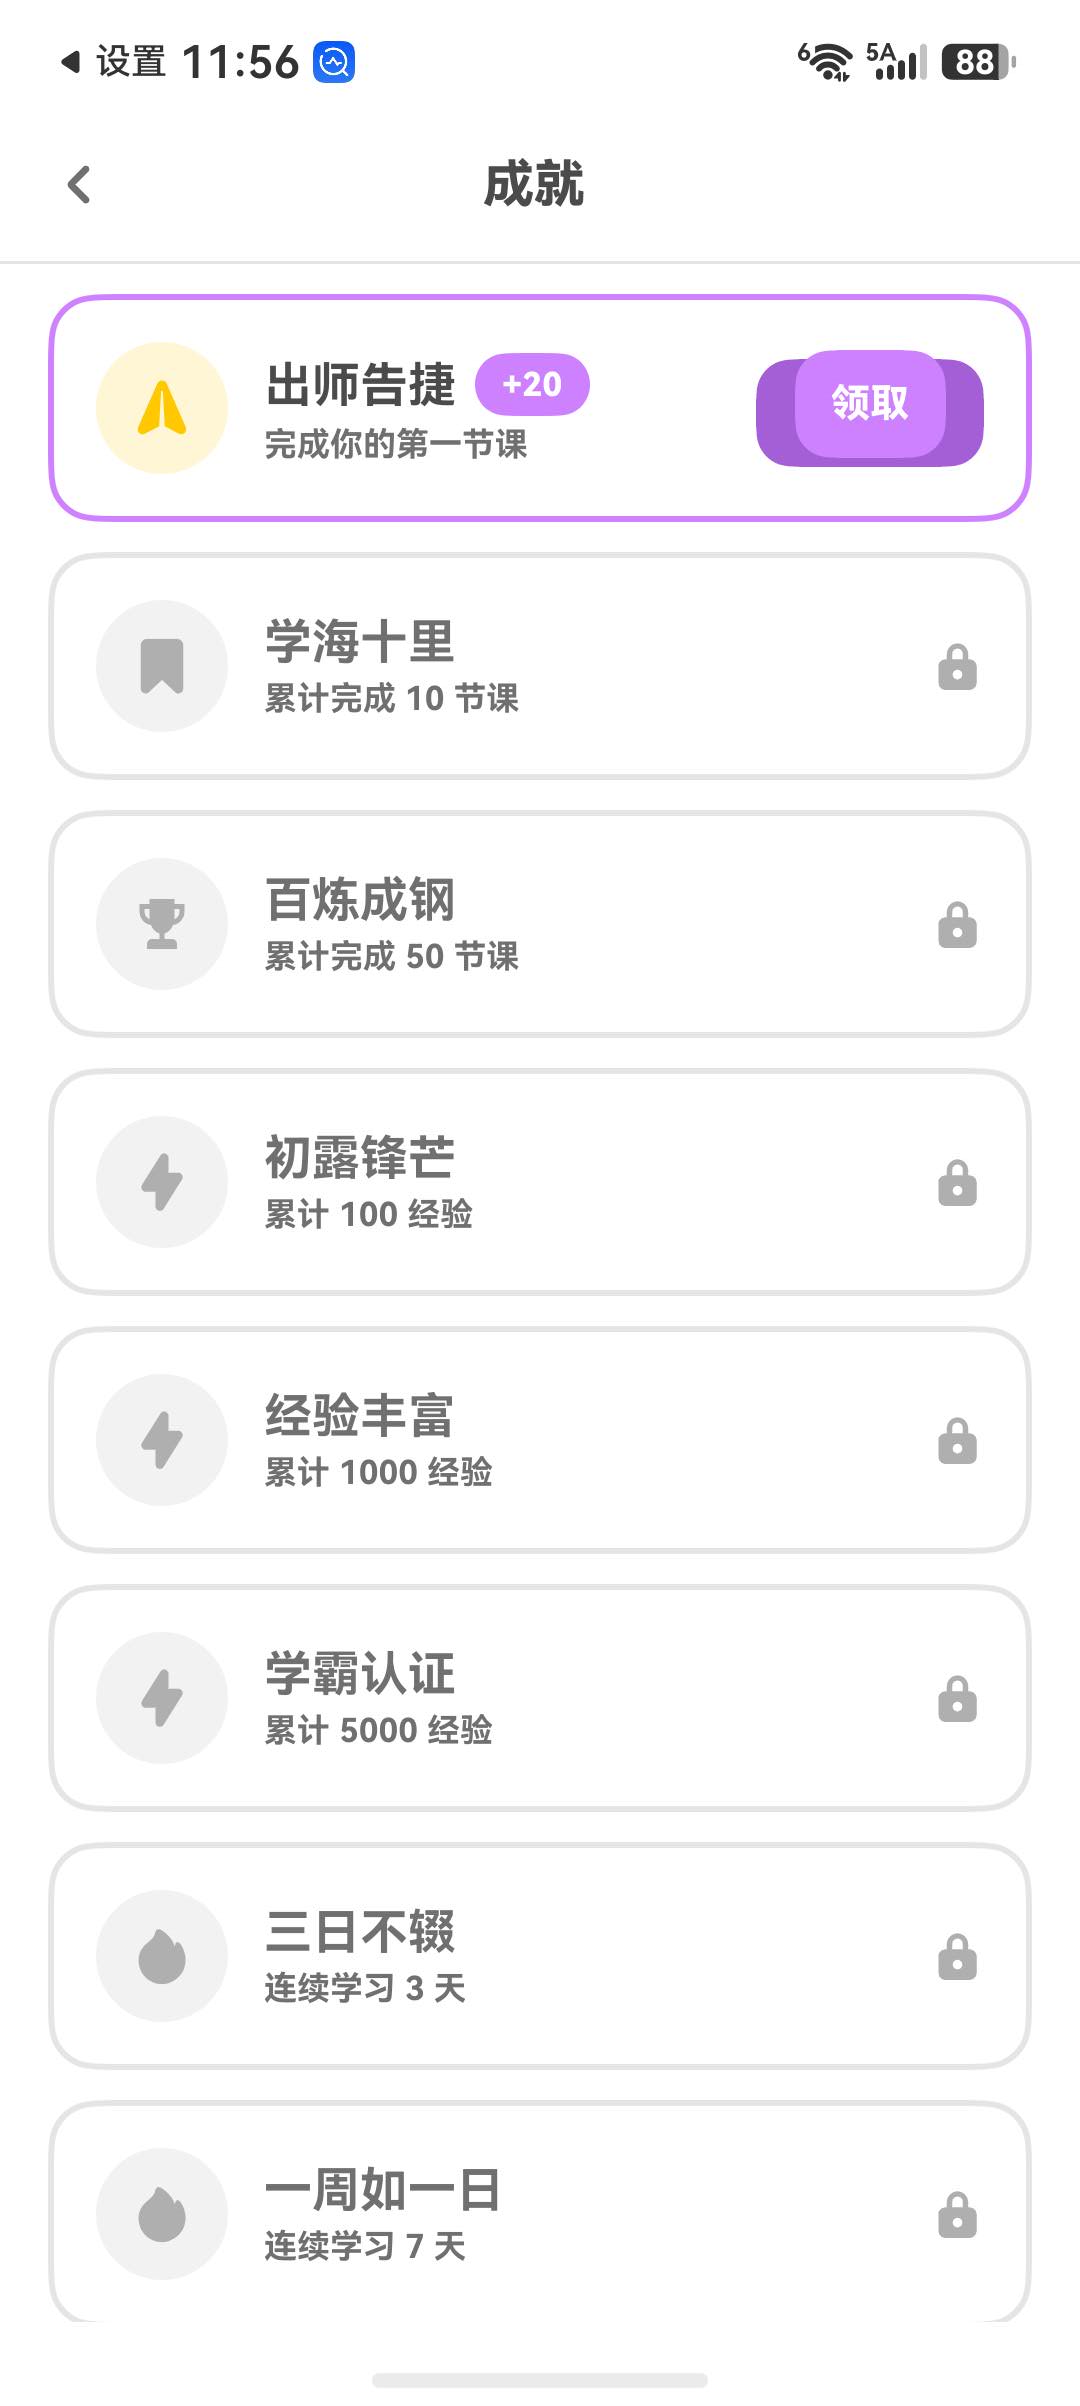 设置 11:56
6 5A 88
成就
出师告捷 +20
完成你的第一节课
领取
学海十里
累计完成 10 节课
百炼成钢
累计完成 50 节课
初露锋芒
累计 100 经验
经验丰富
累计 1000 经验
学霸认证
累计 5000 经验
三日不辍
连续学习 3 天
一周如一日
连续学习 7 天